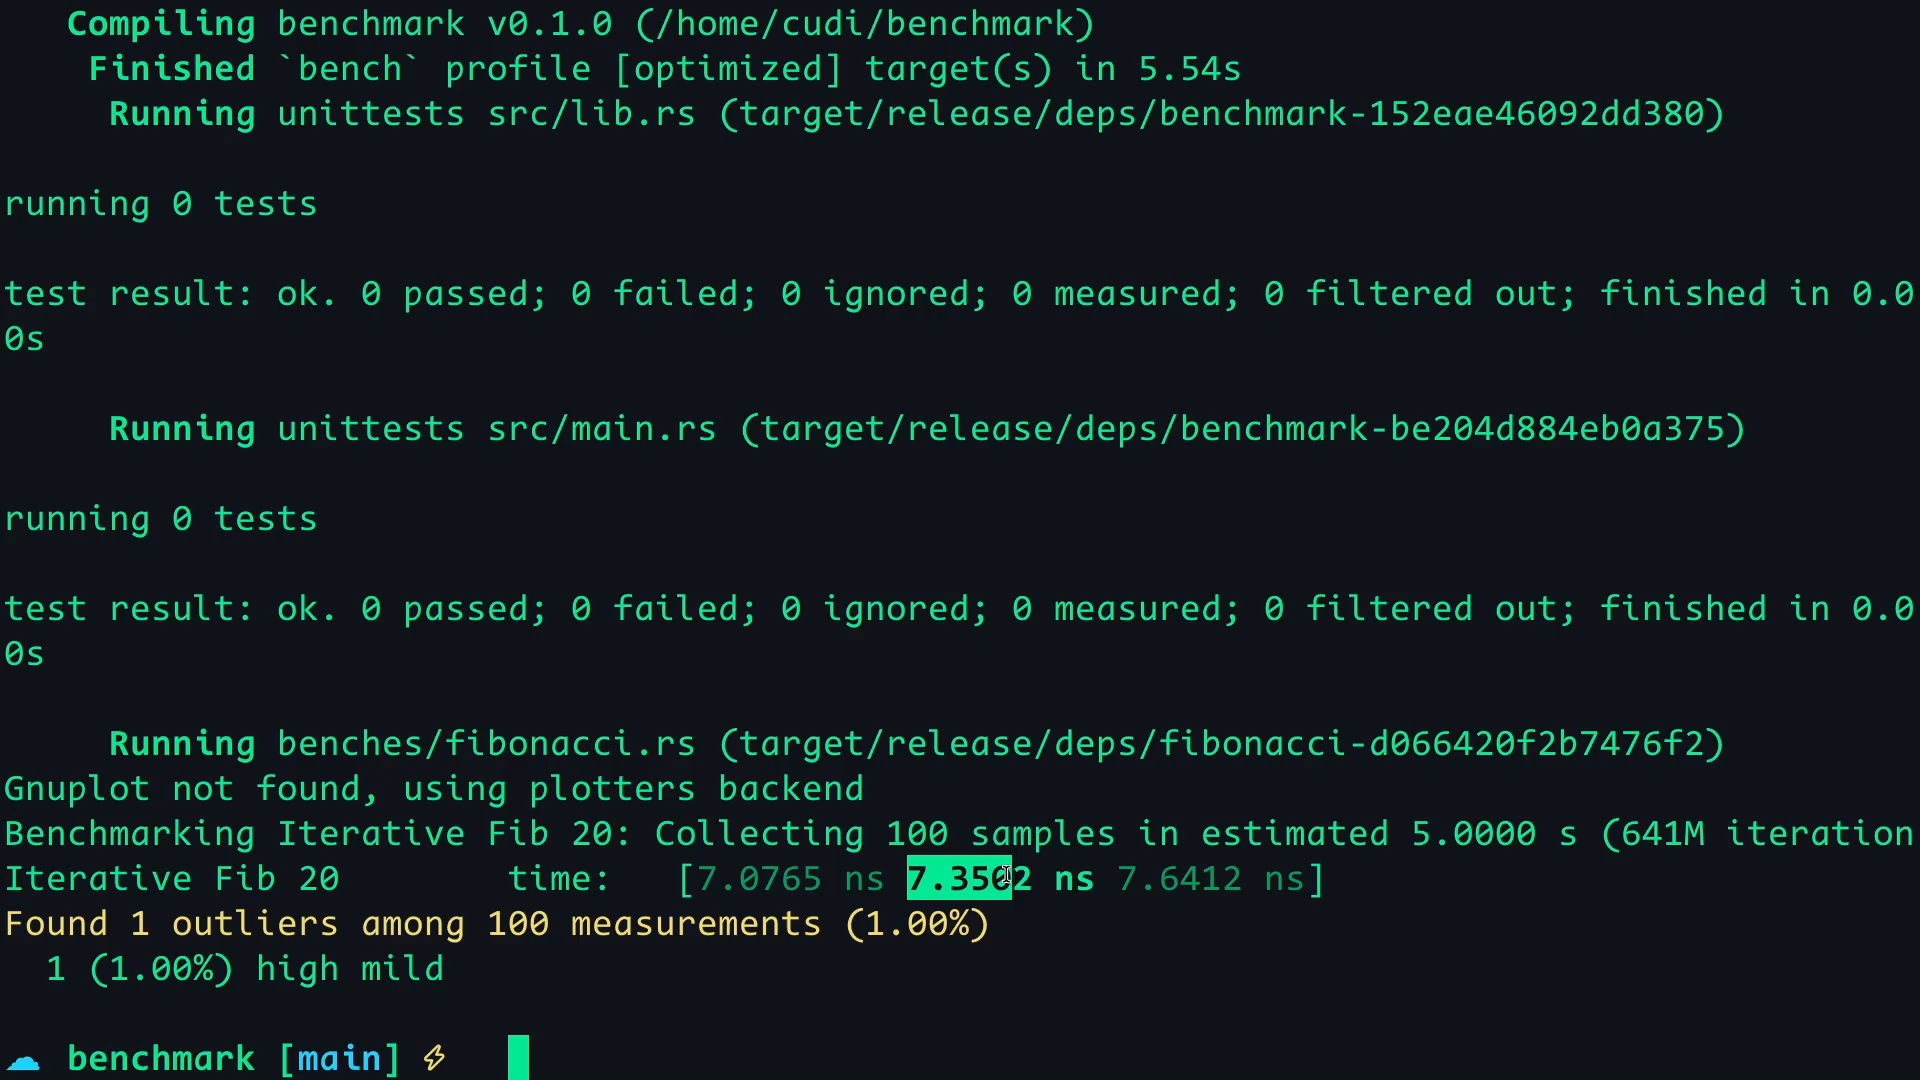 Compiling benchmark v0.1.0 (/home/cudi/benchmark)
Finished `bench` profile [optimized] target(s) in 5.54s
Running unittests src/lib.rs (target/release/deps/benchmark-152eae46092dd380)
running 0 tests
test result: ok. 0 passed; 0 failed; 0 ignored; 0 measured; 0 filtered out; finished in 0.0
0s
Running unittests src/main.rs (target/release/deps/benchmark-be204d884eb0a375)
running 0 tests
test result: ok. 0 passed; 0 failed; 0 ignored; 0 measured; 0 filtered out; finished in 0.0
0s
Running benches/fibonacci.rs (target/release/deps/fibonacci-d066420f2b7476f2)
Gnuplot not found, using plotters backend
Benchmarking Iterative Fib 20: Collecting 100 samples in estimated 5.0000 s (641M iteration
Iterative Fib 20        time:   [7.0765 ns 7.3502 ns 7.6412 ns]
Found 1 outliers among 100 measurements (1.00%)
1 (1.00%) high mild
☁ benchmark [main] ⚡